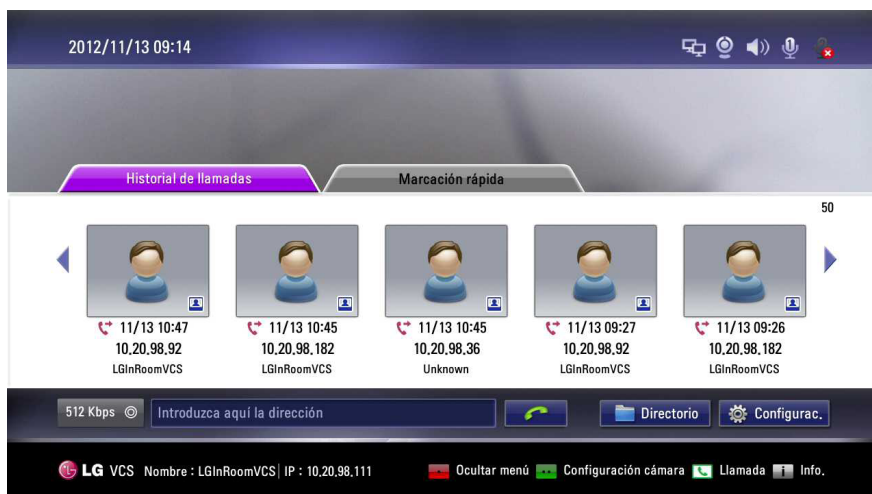 2012/11/13 09:14
Historial de llamadas
Marcación rápida
50
11/13 10:47
10.20.98.92
LGInRoomVCS
11/13 10:45
10.20.98.182
LGInRoomVCS
11/13 10:45
10.20.98.36
Unknown
11/13 09:27
10.20.98.92
LGInRoomVCS
11/13 09:26
10.20.98.182
LGInRoomVCS
512 Kbps
Introduzca aquí la dirección
Directorio
Configurac.
LG VCS Nombre : LGInRoomVCS| IP : 10.20.98.111
Ocultar menú
Configuración cámara
Llamada
Info.